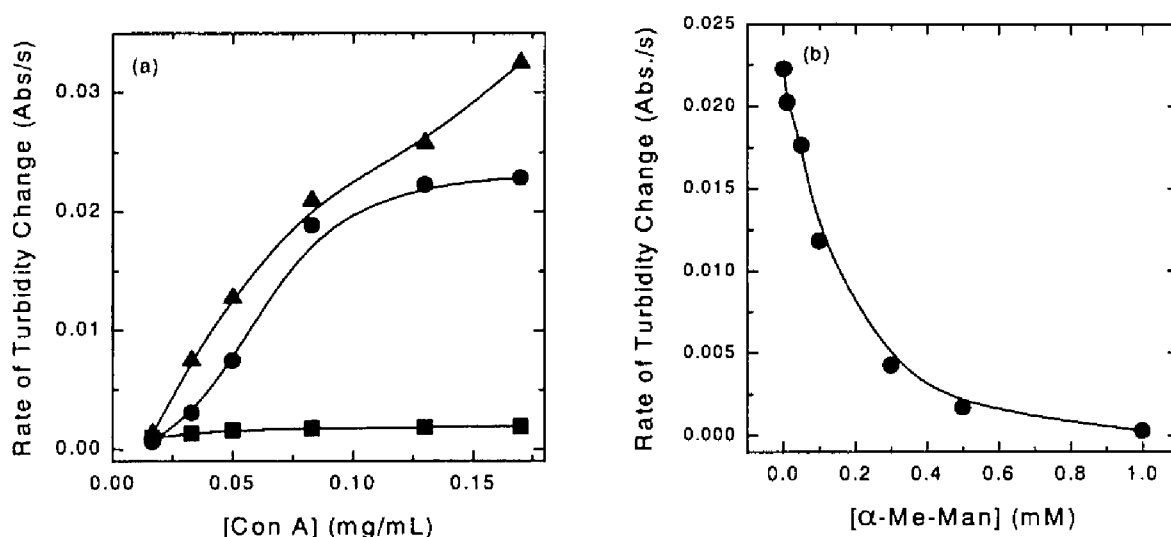 (a)
Rate of Turbidity Change (Abs/s)
0.03
0.02
0.01
0.00
0.00 0.05 0.10 0.15
[Con A] (mg/mL)
(b)
Rate of Turbidity Change (Abs./s)
0.025
0.020
0.015
0.010
0.005
0.000
0.0 0.2 0.4 0.6 0.8 1.0
[α-Me-Man] (mM)